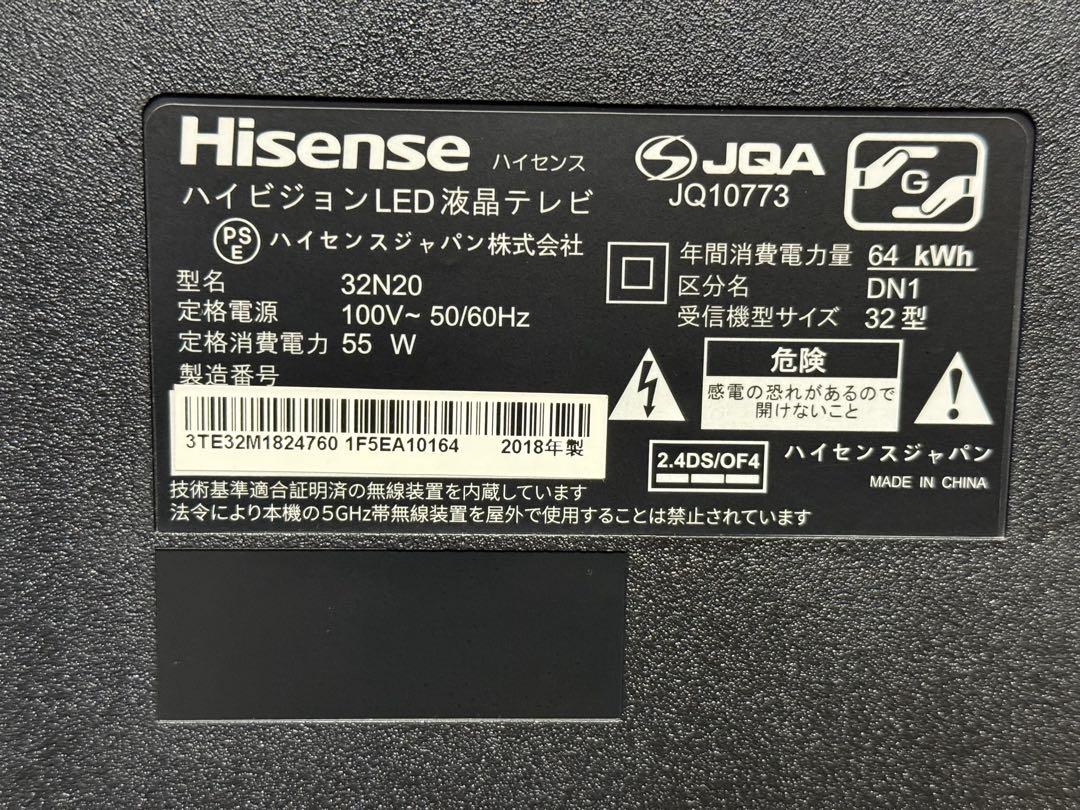 Hisense ハイセンス
ハイビジョンLED液晶テレビ
PSE ハイセンスジャパン株式会社
型名 32N20
定格電源 100V~ 50/60Hz
定格消費電力 55 W
製造番号
3TE32M1824760 1F5EA10164 2018年製
技術基準適合証明済の無線装置を内蔵しています
法令により本機の5GHz帯無線装置を屋外で使用することは禁止されています
S JQA
JQ10773
G
年間消費電力量 64 kWh
区分名 DN1
受信機型サイズ 32型
危険
感電の恐れがあるので
開けないこと
2.4DS/OF4
ハイセンスジャパン
MADE IN CHINA